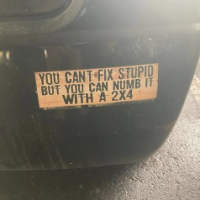 YOU CANT FIX STUPID
BUT YOU CAN NUMB IT
WITH A 2X4